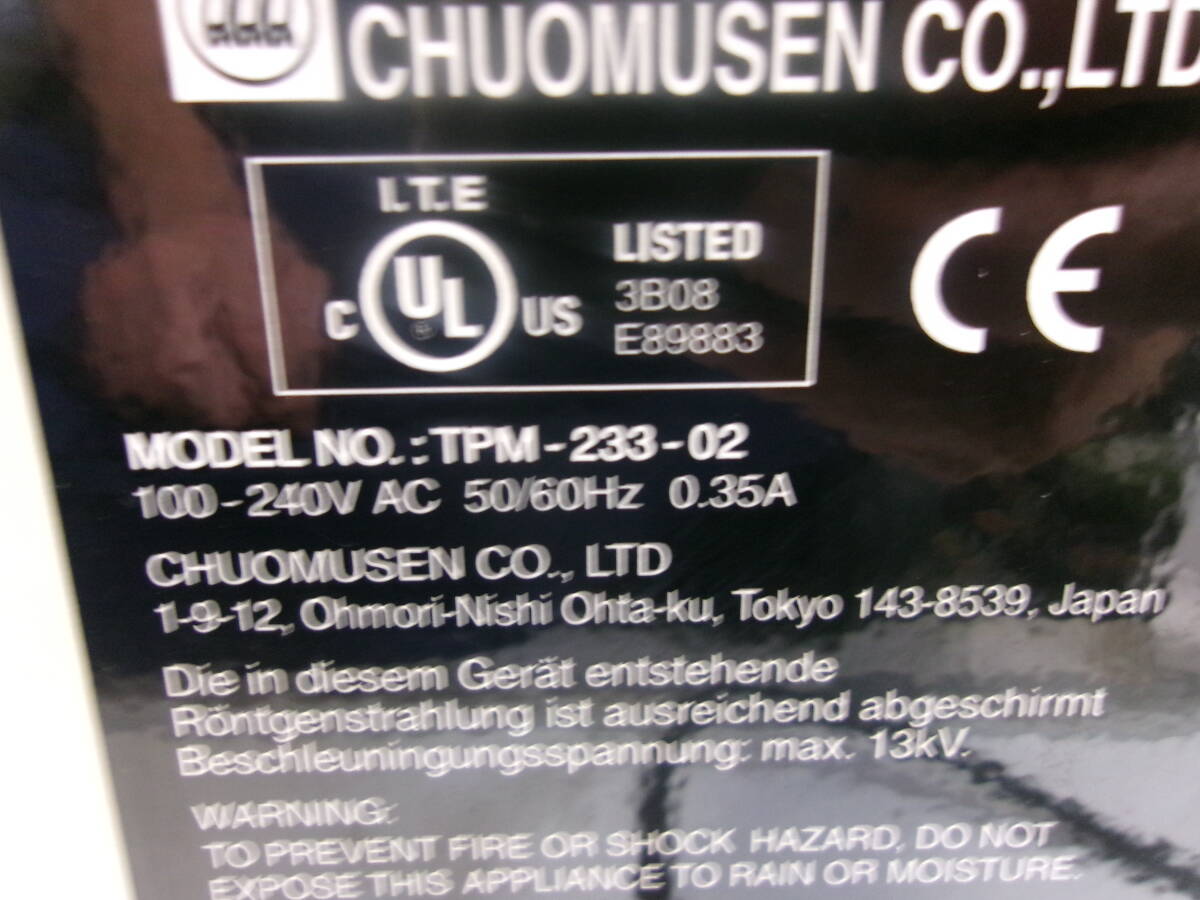 CHUOMUSEN CO.,LTD
I.T.E
C UL US
LISTED
3B08
E89883
CE
MODEL NO.: TPM-233-02
100-240V AC 50/60Hz 0.35A
CHUOMUSEN CO., LTD
1-9-12, Ohmori-Nishi Ohta-ku, Tokyo 143-8539, Japan
Die in diesem Gerät entstehende
Röntgenstrahlung ist ausreichend abgeschirmt
Beschleuningungsspannung: max. 13kV.
WARNING:
TO PREVENT FIRE OR SHOCK HAZARD, DO NOT
EXPOSE THIS APPLIANCE TO RAIN OR MOISTURE.